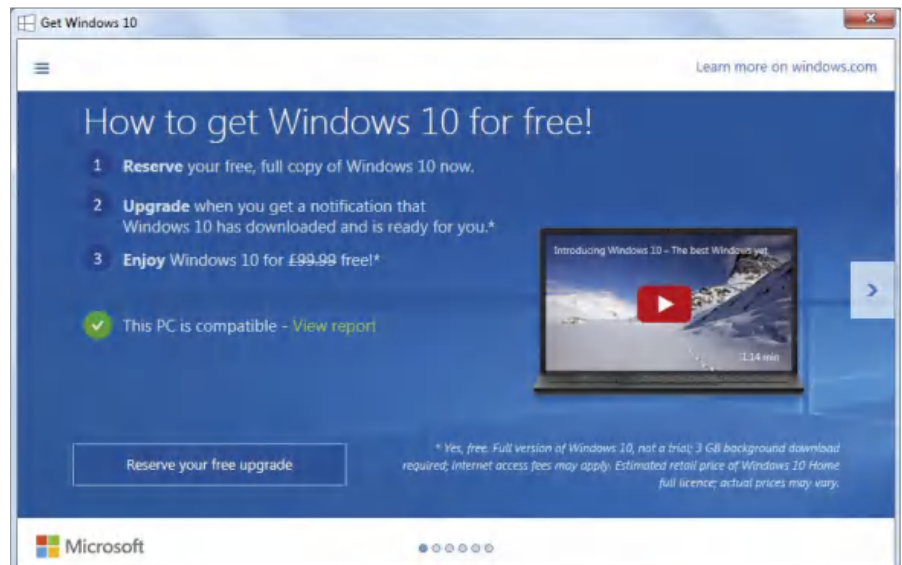 Get Windows 10
Learn more on windows.com
How to get Windows 10 for free!
1 Reserve your free, full copy of Windows 10 now.
2 Upgrade when you get a notification that
Windows 10 has downloaded and is ready for you.*
3 Enjoy Windows 10 for £99.99 free!*
This PC is compatible - View report
Introducing Windows 10 – The best Windows yet
1:14 min
Reserve your free upgrade
* Yes, free. Full version of Windows 10, not a trial; 3 GB background download
required; internet access fees may apply. Estimated retail price of Windows 10 Home
full licence; actual prices may vary.
Microsoft